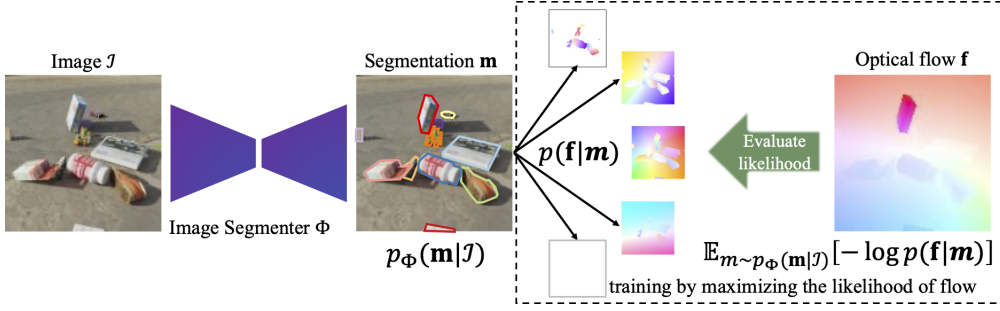 Image ℐ
Segmentation 𝐦
Optical flow 𝐟
p(𝐟|𝒎)
Evaluate
likelihood
Image Segmenter Φ
p_Φ(𝐦|ℐ)
𝔼_{m~p_Φ(𝐦|ℐ)}[− log p(𝐟|𝒎)]
training by maximizing the likelihood of flow